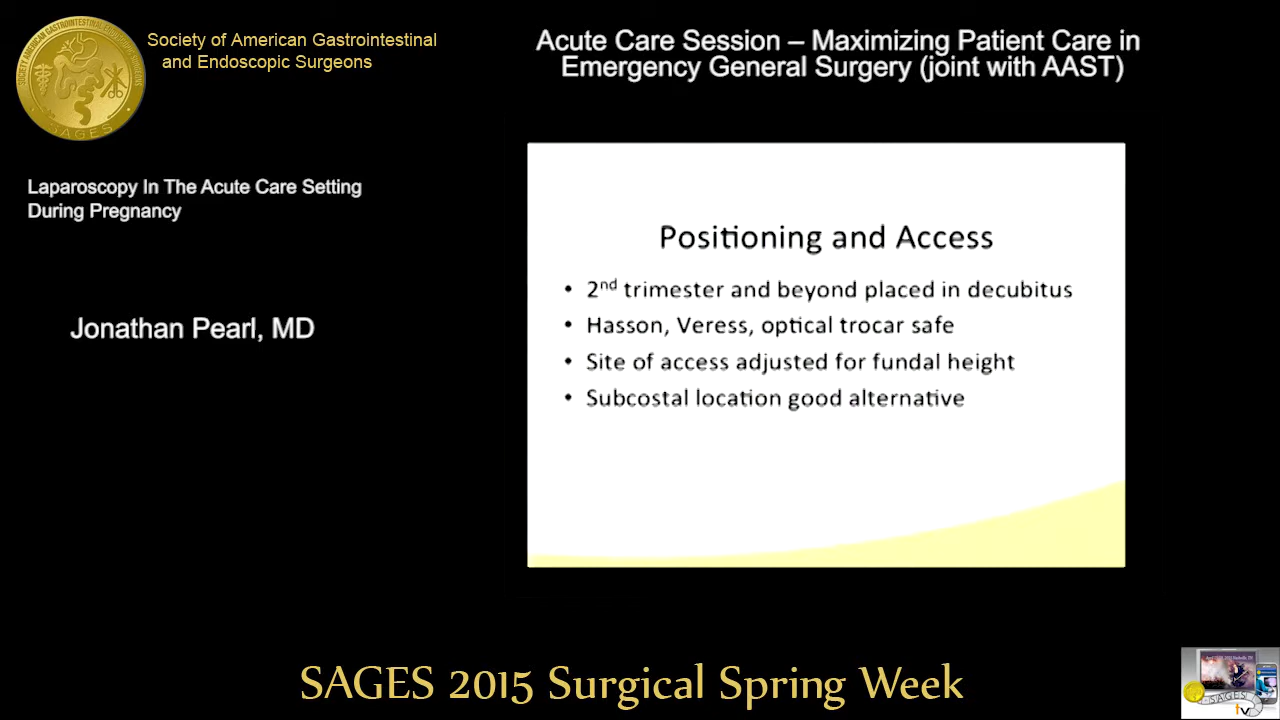 Society of American Gastrointestinal
and Endoscopic Surgeons
Acute Care Session – Maximizing Patient Care in
Emergency General Surgery (joint with AAST)
Laparoscopy In The Acute Care Setting
During Pregnancy
Jonathan Pearl, MD
Positioning and Access
• 2nd trimester and beyond placed in decubitus
• Hasson, Veress, optical trocar safe
• Site of access adjusted for fundal height
• Subcostal location good alternative
SAGES 2015 Surgical Spring Week
SAGES
SAGES
tv